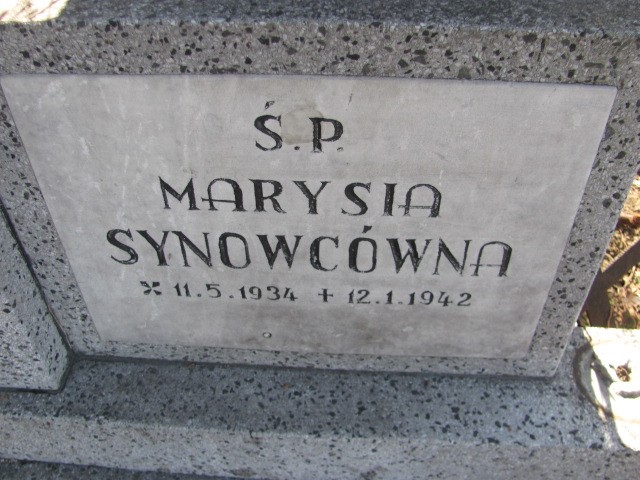 Ś.P.
MARYSIA
SYNOWCÓWNA
* 11.5.1934 + 12.1.1942